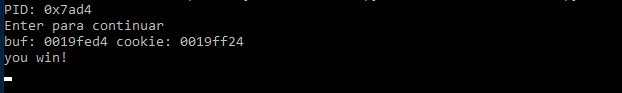 PID: 0x7ad4
Enter para continuar
buf: 0019fed4 cookie: 0019ff24
you win!